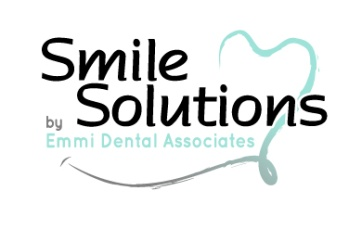 Smile
Solutions
by
Emmi Dental Associates